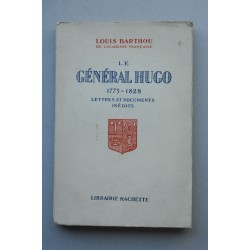 LOUIS BARTHOU
DE L'ACADÉMIE FRANÇAISE
LE
GÉNÉRAL HUGO
1773-1828
LETTRES ET DOCUMENTS
INÉDITS
LIBRAIRIE HACHETTE